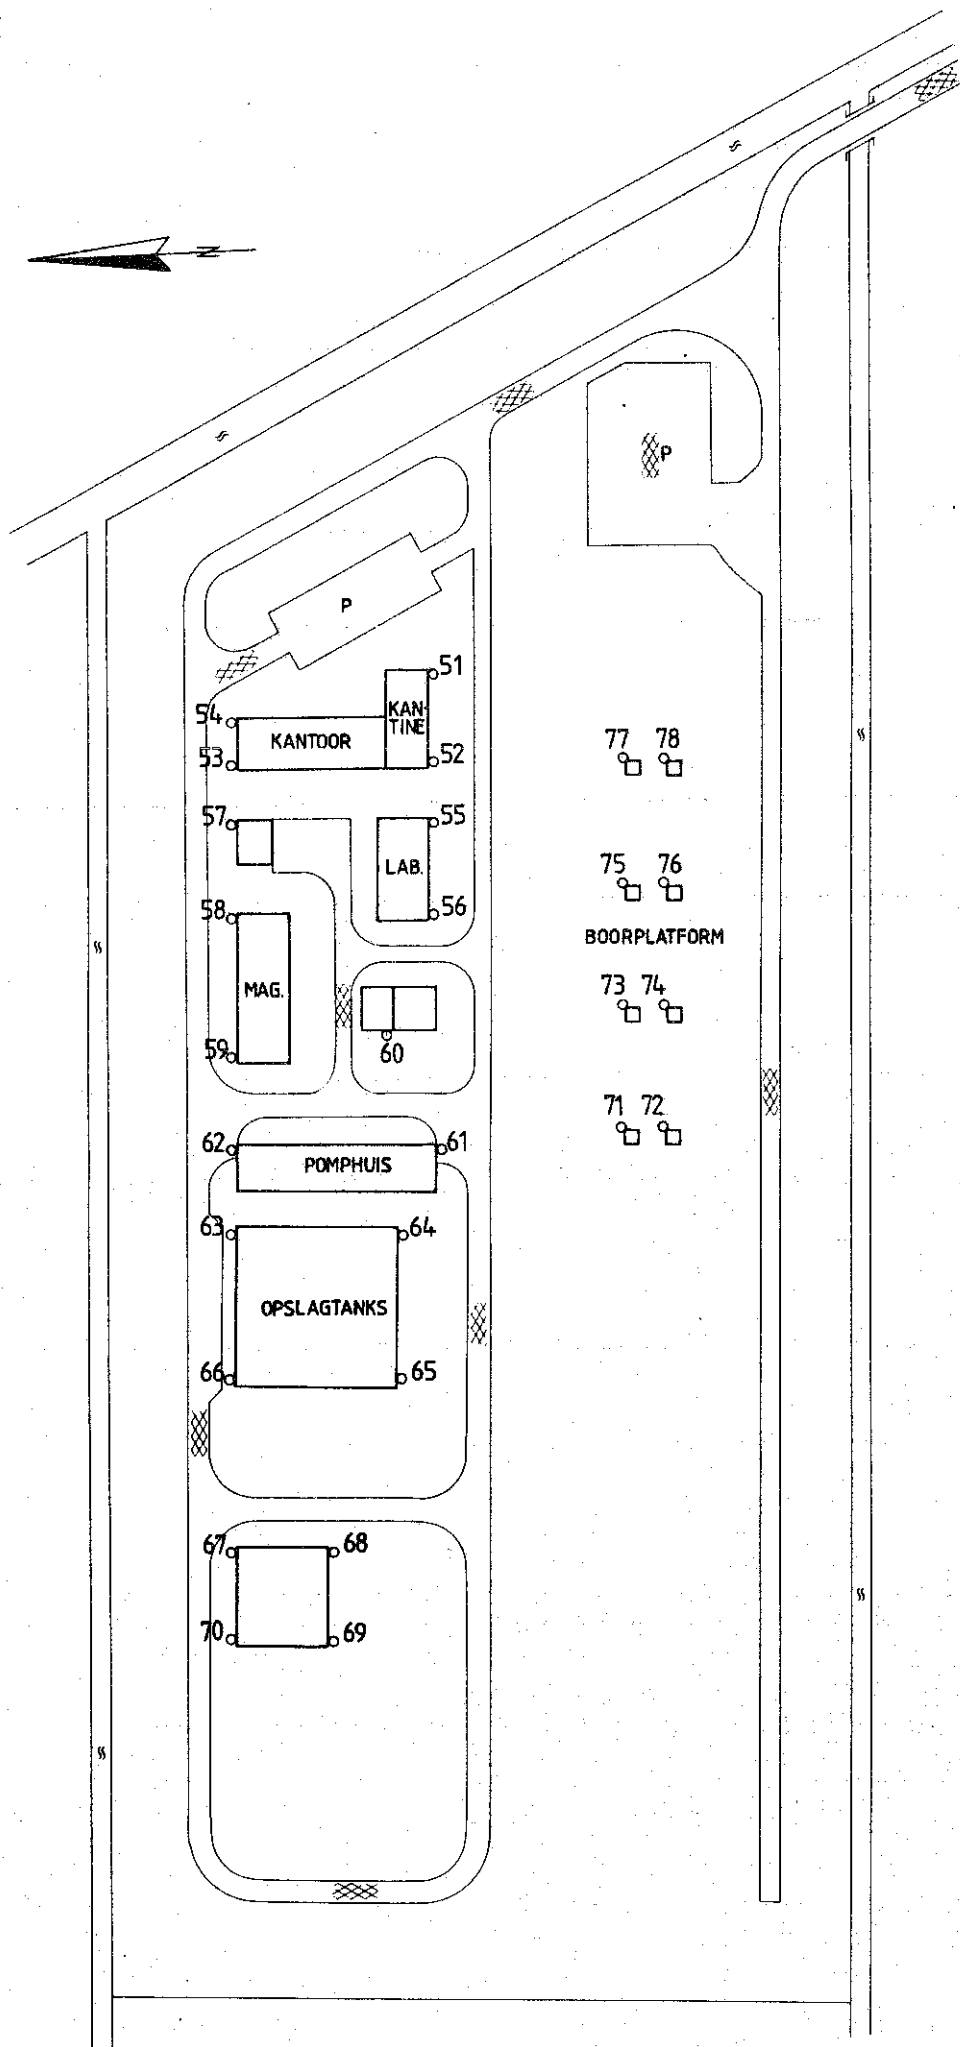 N
P
P
51
54
KAN-
TINE
KANTOOR
53
52
77 78
57
55
LAB.
75 76
58
56
BOORPLATFORM
MAG.
73 74
59
60
71 72
62
61
POMPHUIS
63
64
OPSLAGTANKS
66
65
67
68
70
69